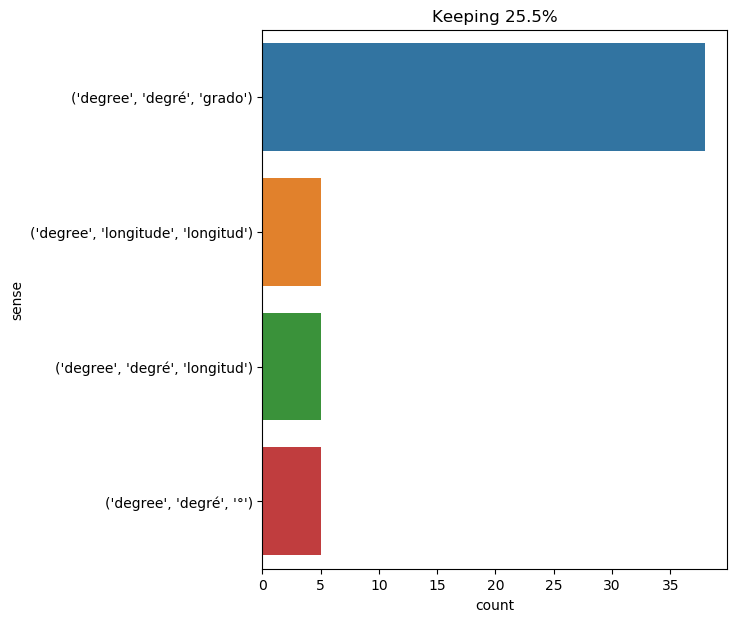 Keeping 25.5%
('degree', 'degré', 'grado')
('degree', 'longitude', 'longitud')
('degree', 'degré', 'longitud')
('degree', 'degré', '°')
sense
0 5 10 15 20 25 30 35
count